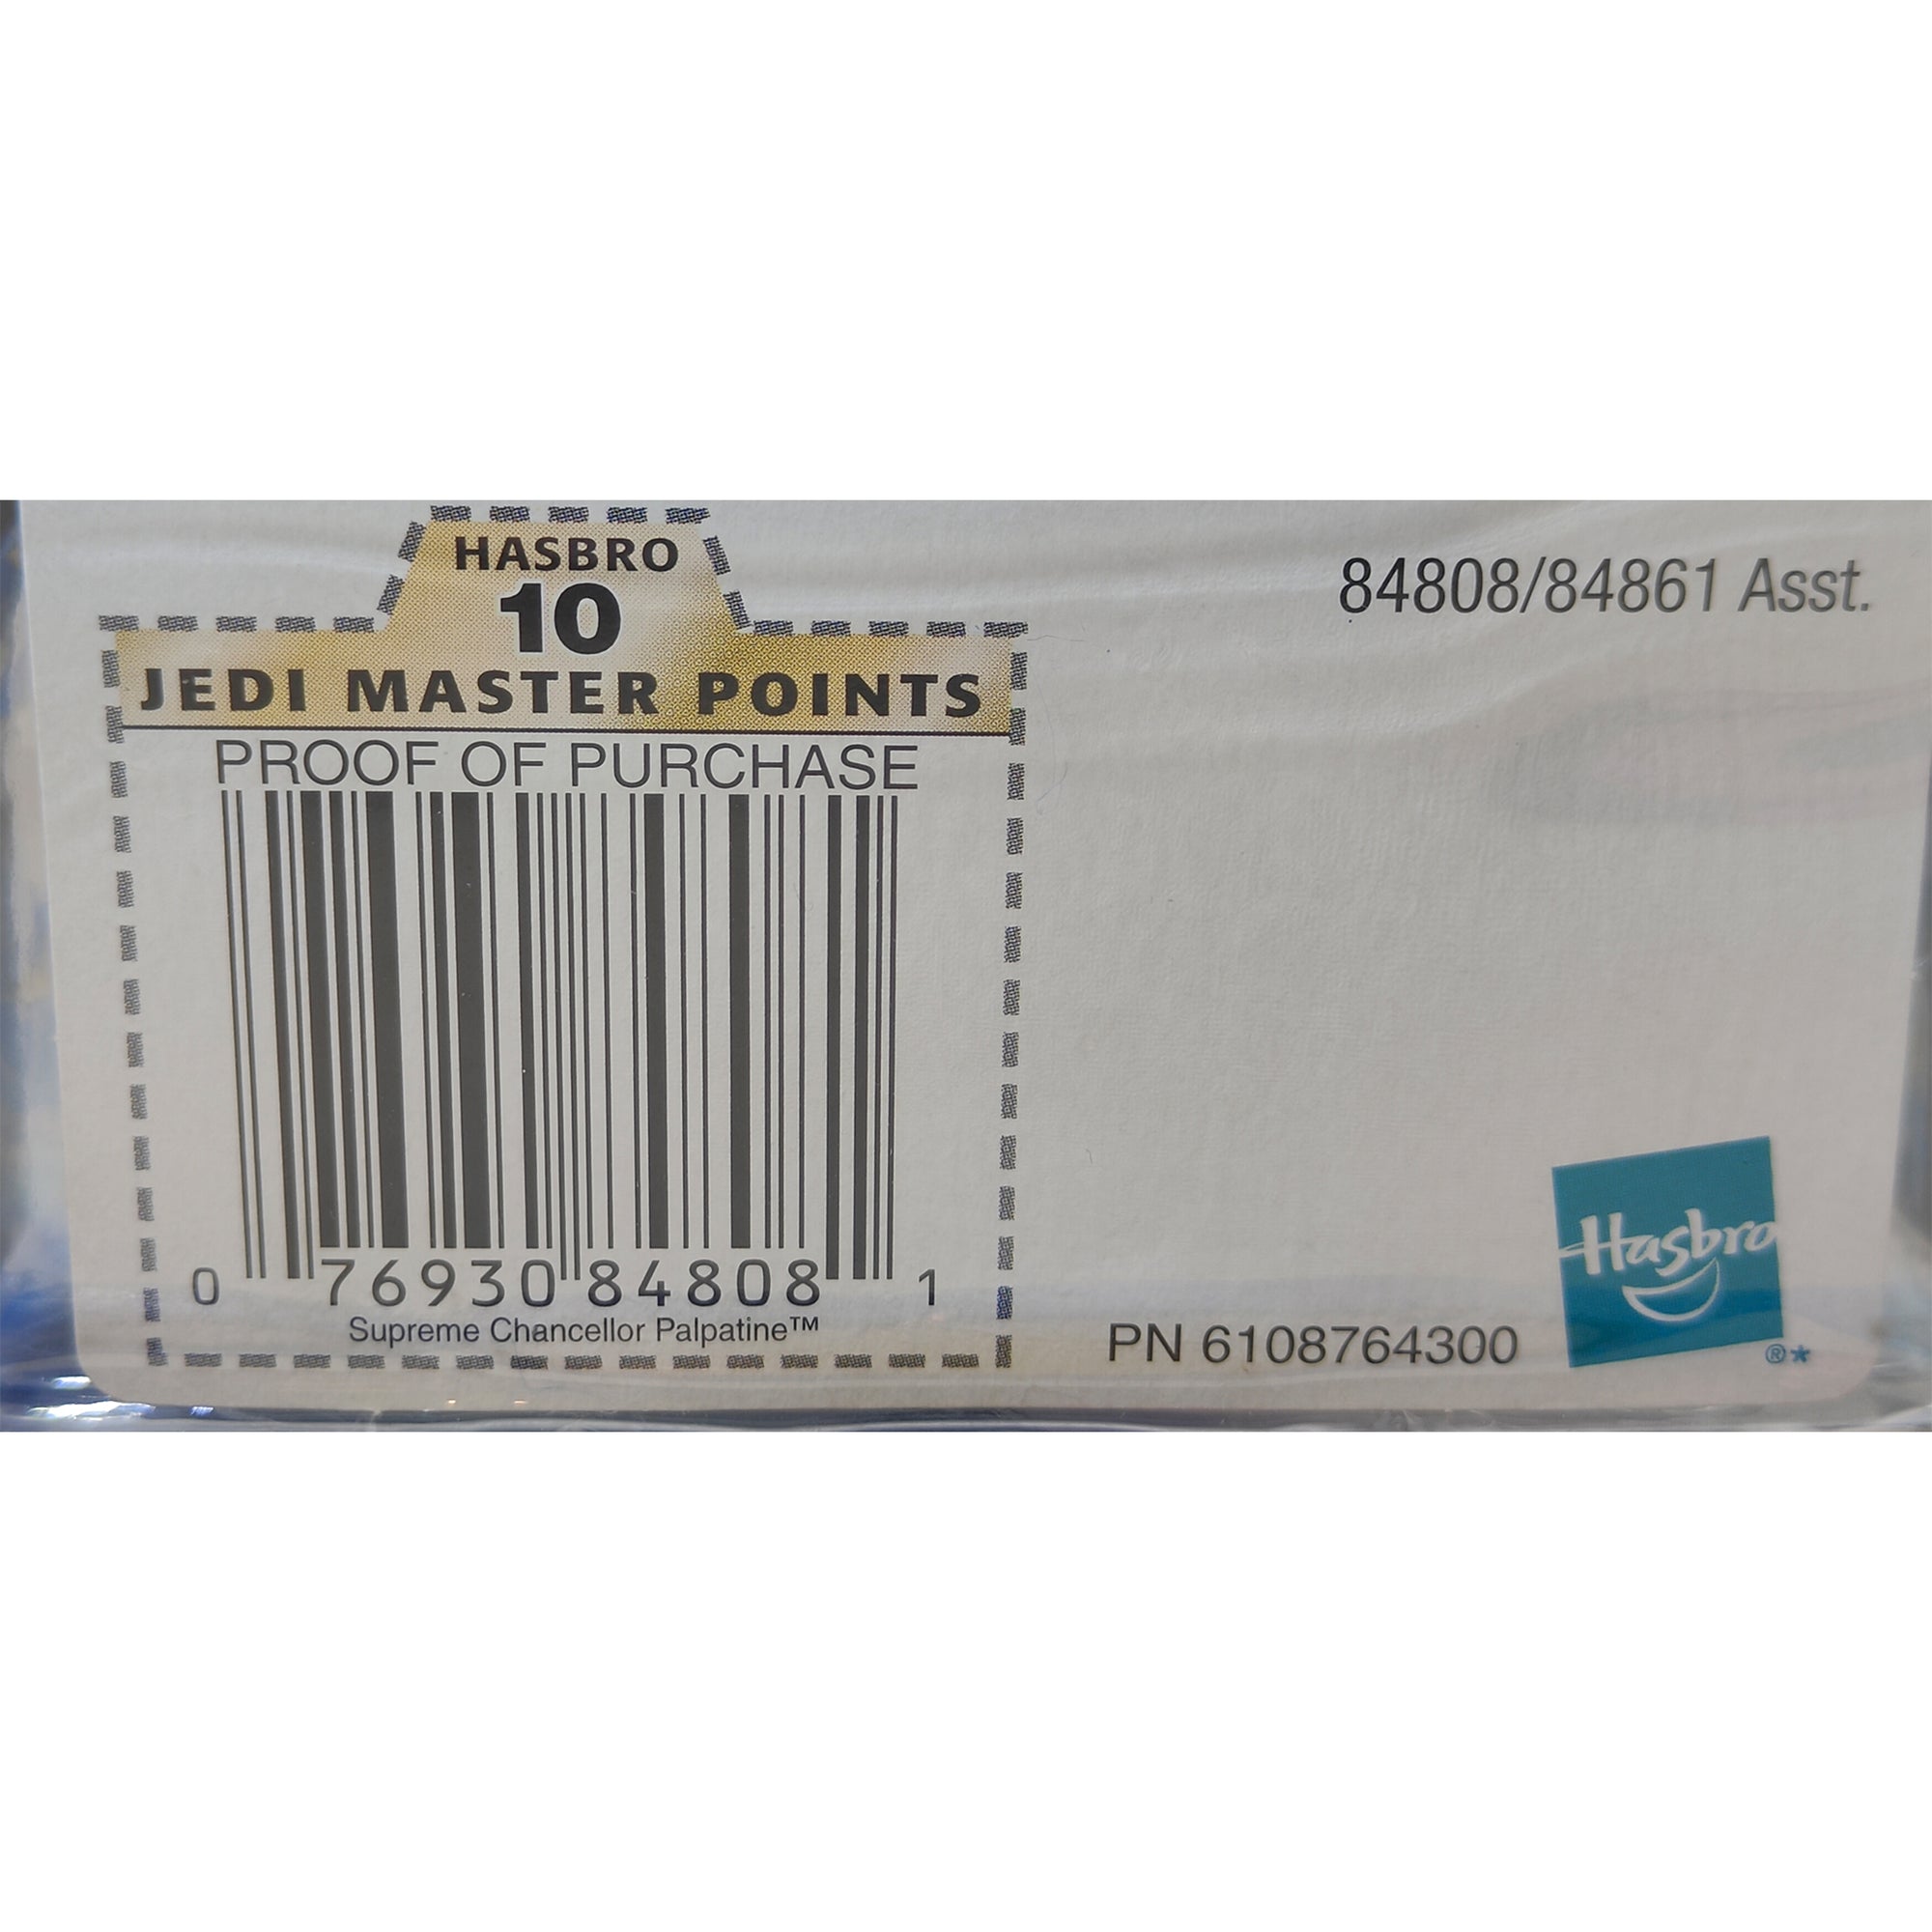 HASBRO
10
JEDI MASTER POINTS
PROOF OF PURCHASE
0 76930 84808 1
Supreme Chancellor Palpatine™
84808/84861 Asst.
PN 6108764300
Hasbro
®*